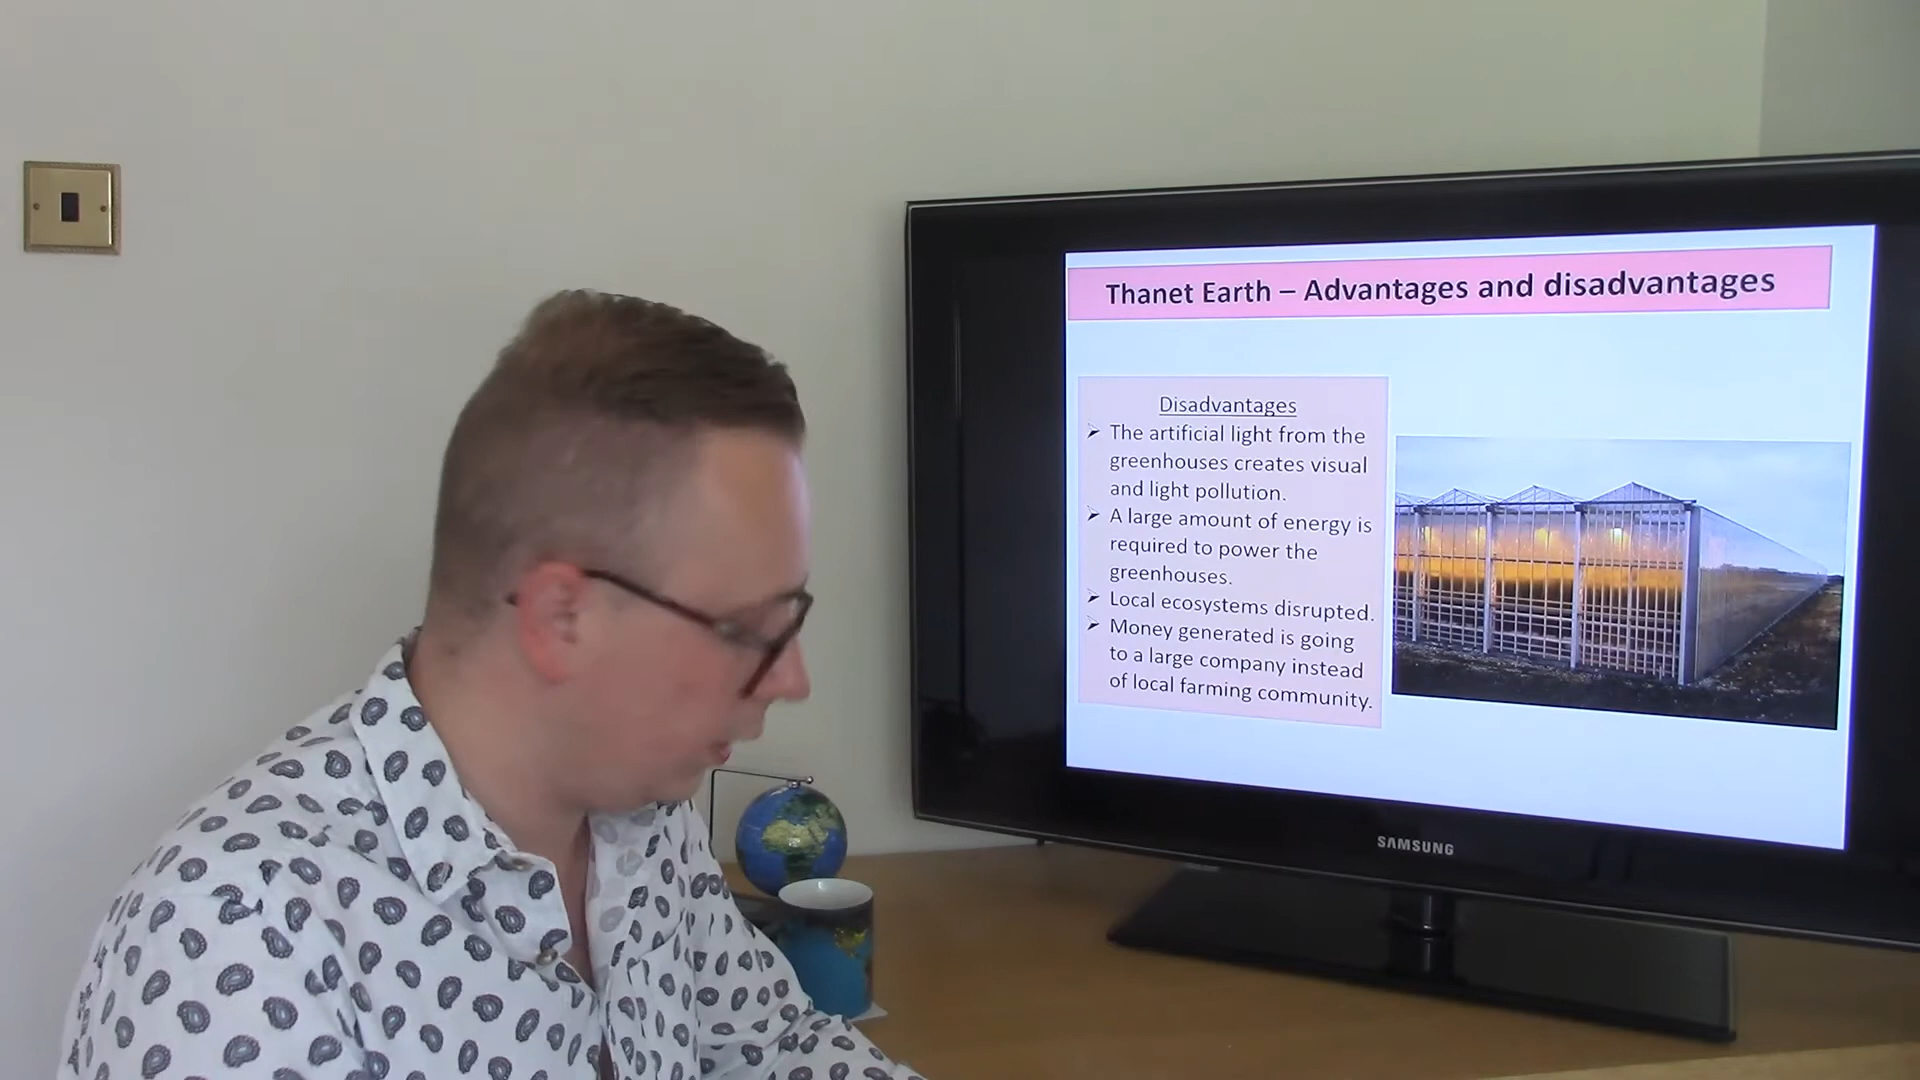 Thanet Earth – Advantages and disadvantages
Disadvantages
➤ The artificial light from the
greenhouses creates visual
and light pollution.
➤ A large amount of energy is
required to power the
greenhouses.
➤ Local ecosystems disrupted.
➤ Money generated is going
to a large company instead
of local farming community.
SAMSUNG